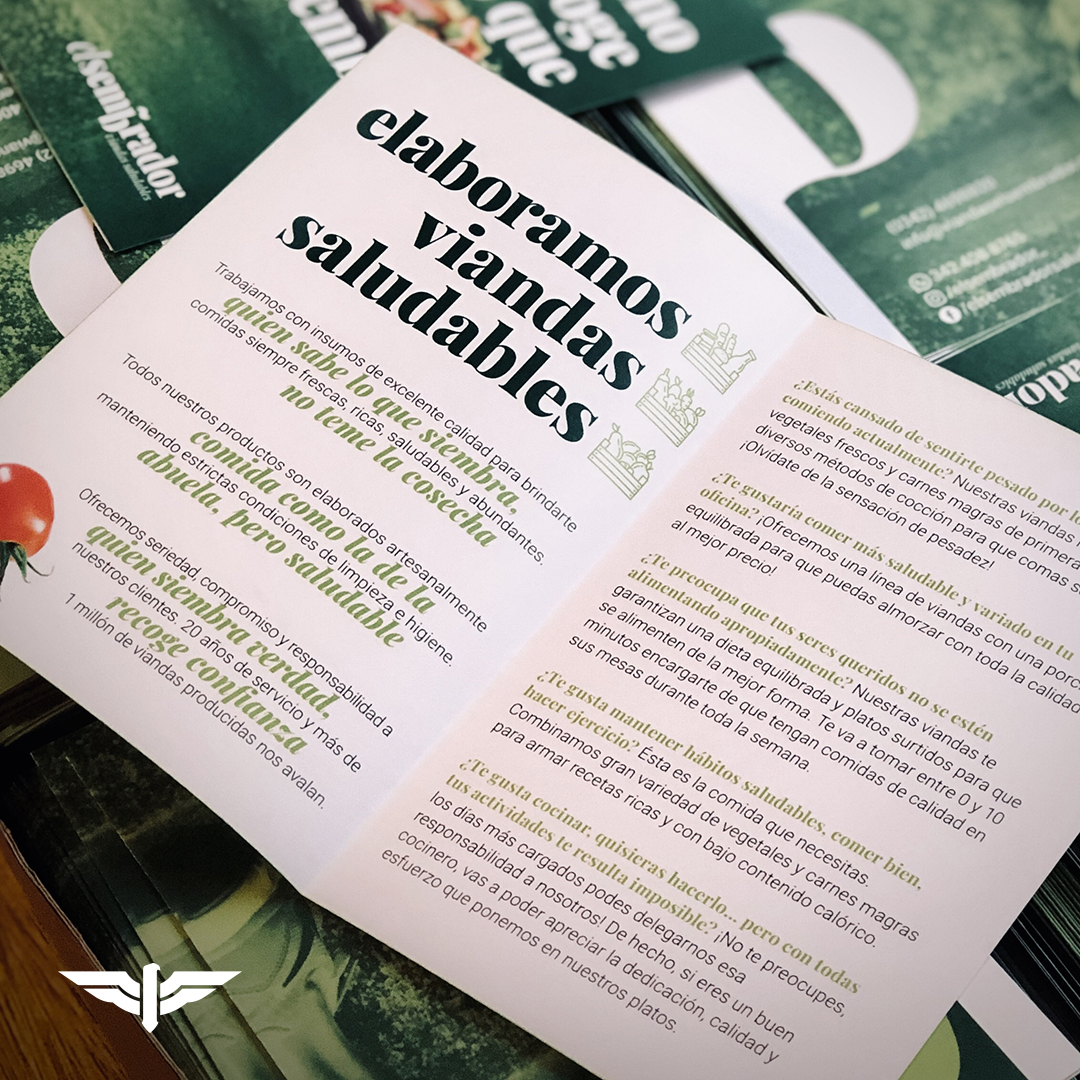 elsembrador
viandas saludables
que
oge
no
elaboramos
viandas
saludables
Trabajamos con insumos de excelente calidad para brindarte
quien sabe lo que siembra,
comidas siempre frescas, ricas, saludables y abundantes.
no teme la cosecha
Todos nuestros productos son elaborados artesanalmente
comida como la de la
manteniendo estrictas condiciones de limpieza e higiene.
abuela, pero saludable
Ofrecemos seriedad, compromiso y responsabilidad a
quien siembra verdad,
nuestros clientes. 20 años de servicio y más de
recoge confianza
1 millón de viandas producidas nos avalan.
¿Estás cansado de sentirte pesado por
comiendo actualmente? Nuestras viandas
vegetales frescos y carnes magras de primera
diversos métodos de cocción para que comas
¡Olvidate de la sensación de pesadez!
¿Te gustaría comer más saludable y variado en tu
oficina? ¡Ofrecemos una línea de viandas con una
equilibrada para que puedas almorzar con toda la calidad
al mejor precio!
¿Te preocupa que tus seres queridos no se estén
alimentando apropiadamente? Nuestras viandas te
garantizan una dieta equilibrada y platos surtidos para que
se alimenten de la mejor forma. Te va a tomar entre 0 y 10
minutos encargarte de que tengan comidas de calidad en
sus mesas durante toda la semana.
¿Te gusta mantener hábitos saludables, comer bien,
hacer ejercicio? Ésta es la comida que necesitas.
Combinamos gran variedad de vegetales y carnes magras
para armar recetas ricas y con bajo contenido calórico.
¿Te gusta cocinar, quisieras hacerlo... pero con todas
tus actividades te resulta imposible? ¡No te preocupes,
los días más cargados podes delegarnos esa
responsabilidad a nosotros! De hecho, si eres un buen
cocinero, vas a poder apreciar la dedicación, calidad y
esfuerzo que ponemos en nuestros platos.